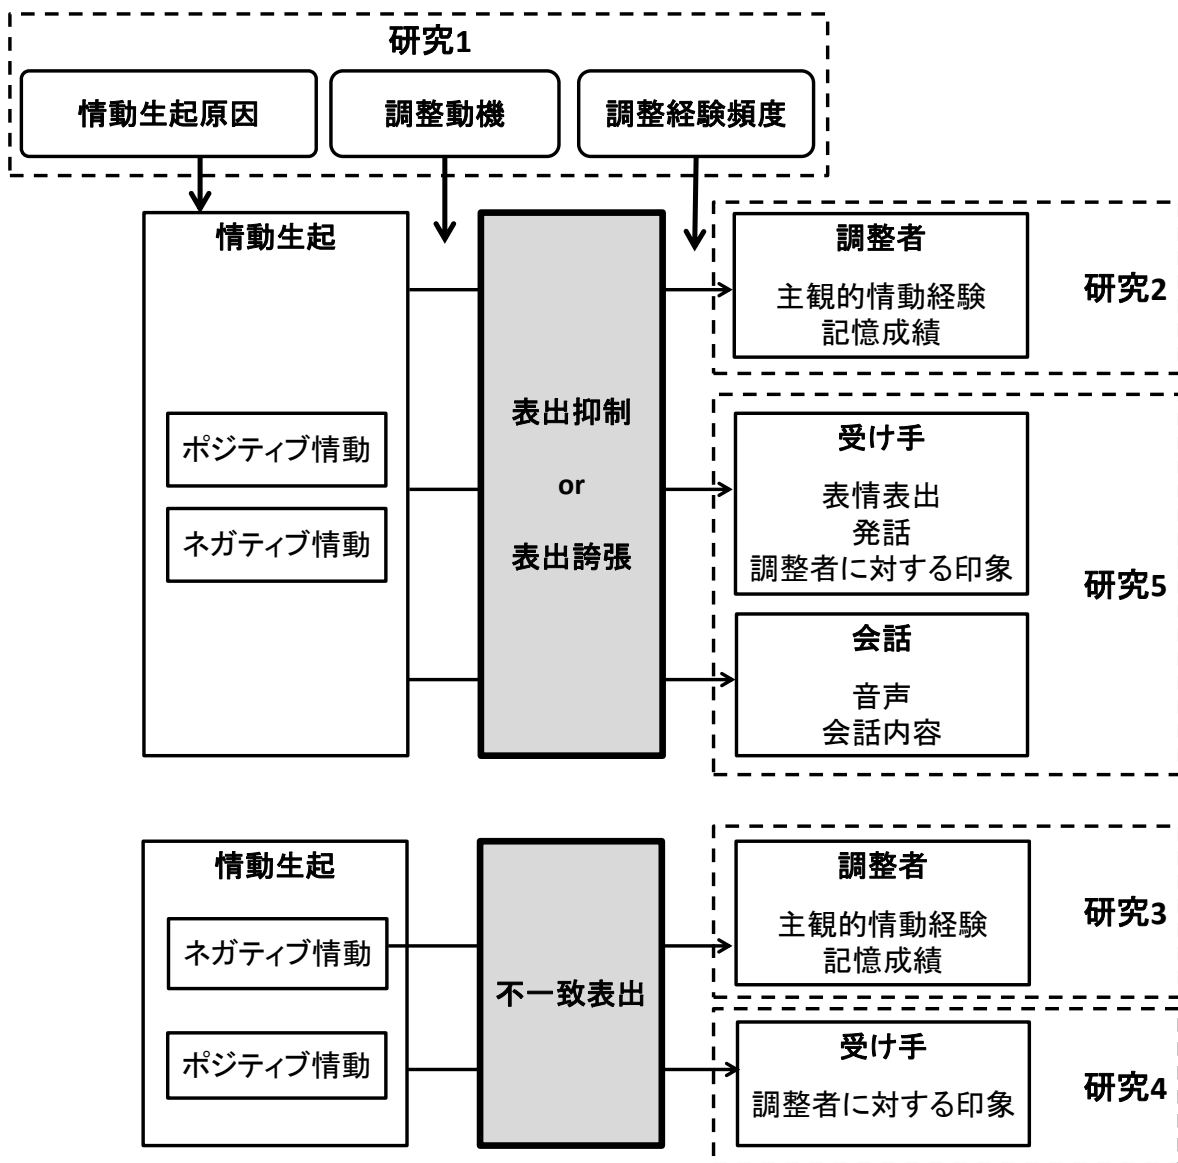 研究1
情動生起原因
調整動機
調整経験頻度
情動生起
ポジティブ情動
ネガティブ情動
表出抑制
or
表出誇張
調整者
主観的情動経験
記憶成績
研究2
受け手
表情表出
発話
調整者に対する印象
会話
音声
会話内容
研究5
情動生起
ネガティブ情動
ポジティブ情動
不一致表出
調整者
主観的情動経験
記憶成績
研究3
受け手
調整者に対する印象
研究4